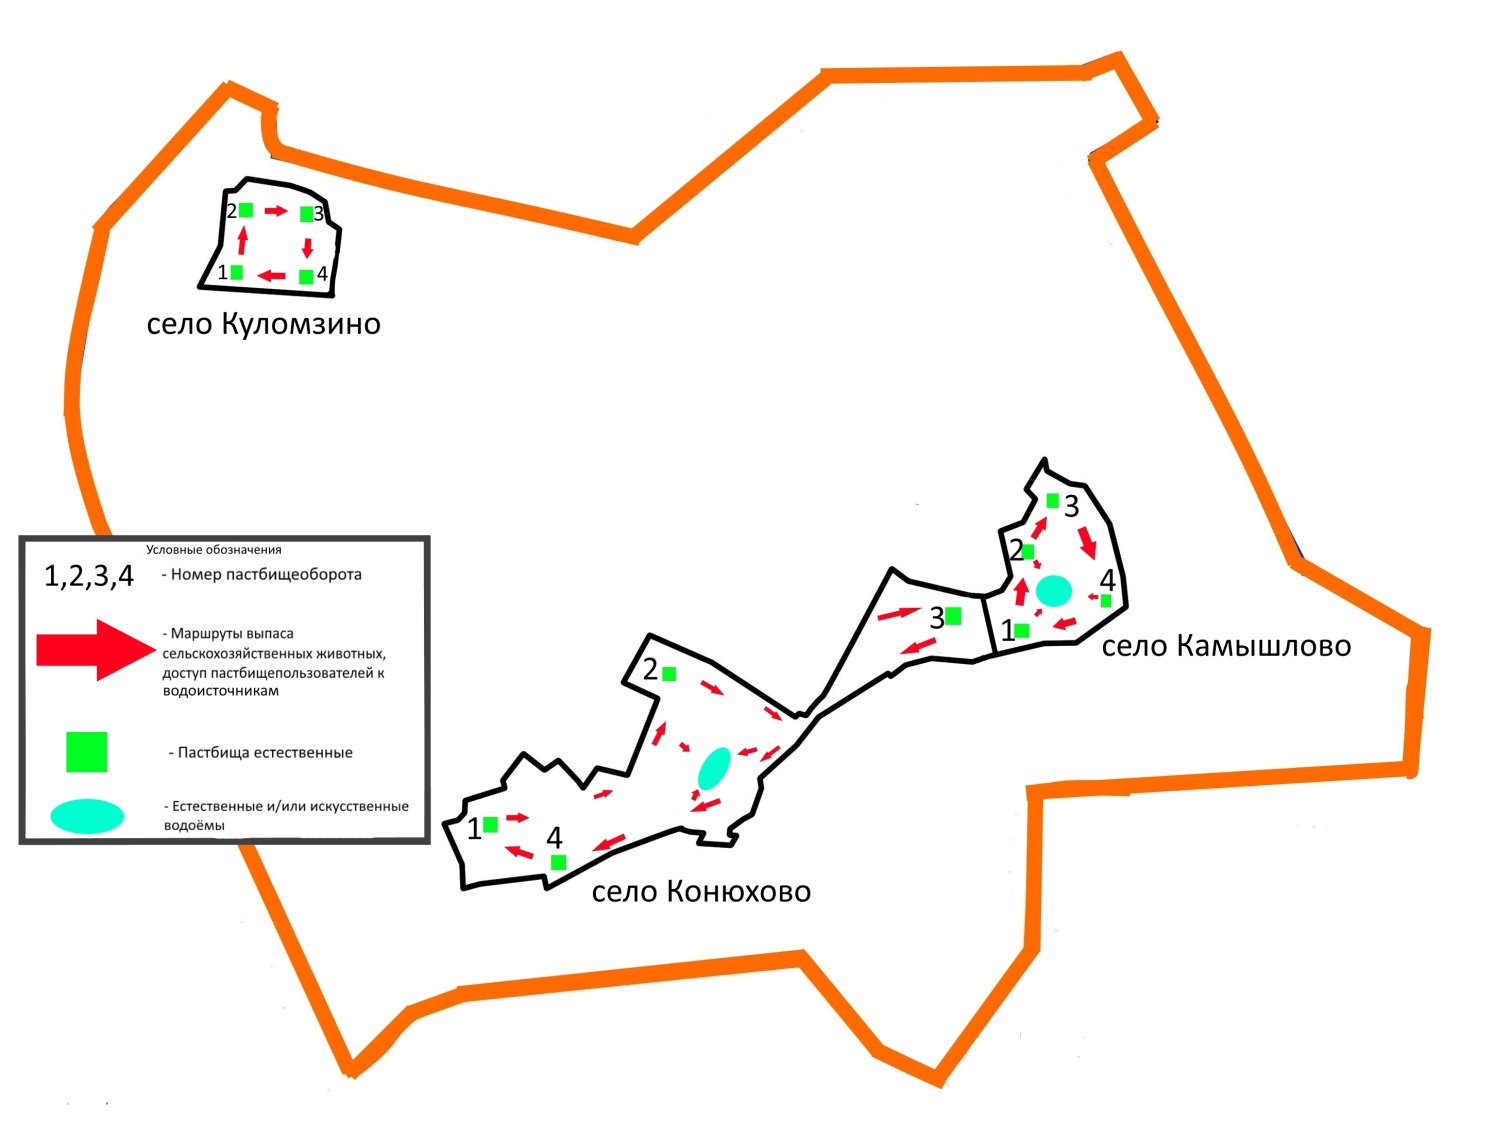 2
3
1
4
село Куломзино
3
2
4
1
село Камышлово
3
2
1
4
село Конюхово
Условные обозначения
1,2,3,4 - Номер пастбищеоборота
- Маршруты выпаса
сельскохозяйственных животных,
доступ пастбищепользователей к
водоисточникам
- Пастбища естественные
- Естественные и/или искусственные
водоёмы